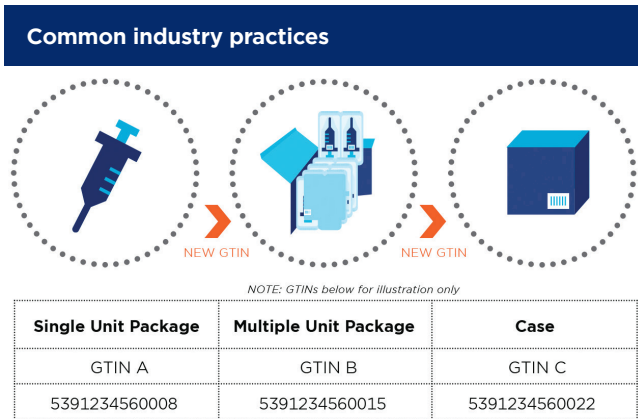 Common industry practices
NEW GTIN
NEW GTIN
NOTE: GTINs below for illustration only
Single Unit Package Multiple Unit Package Case
GTIN A GTIN B GTIN C
5391234560008 5391234560015 5391234560022